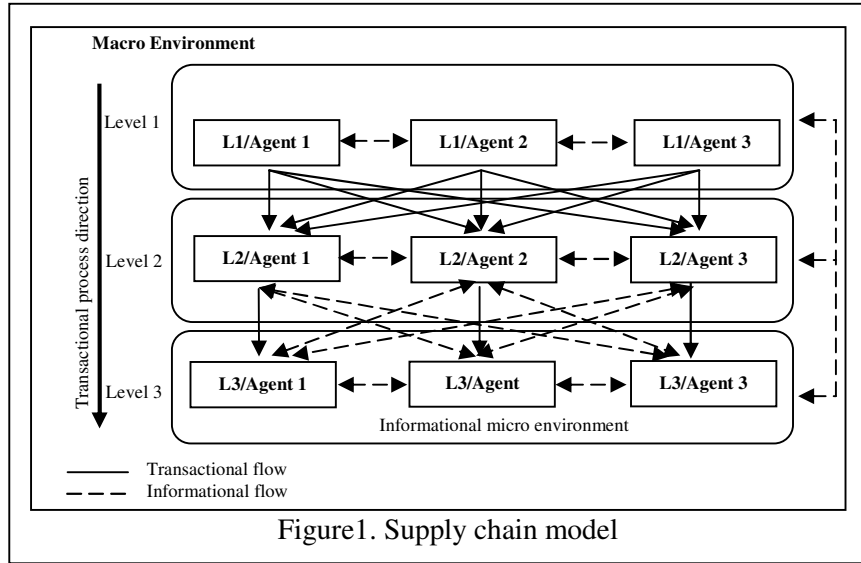 Macro Environment
Transactional process direction
Level 1
L1/Agent 1
L1/Agent 2
L1/Agent 3
Level 2
L2/Agent 1
L2/Agent 2
L2/Agent 3
Level 3
L3/Agent 1
L3/Agent
L3/Agent 3
Informational micro environment
Transactional flow
Informational flow
Figure1. Supply chain model